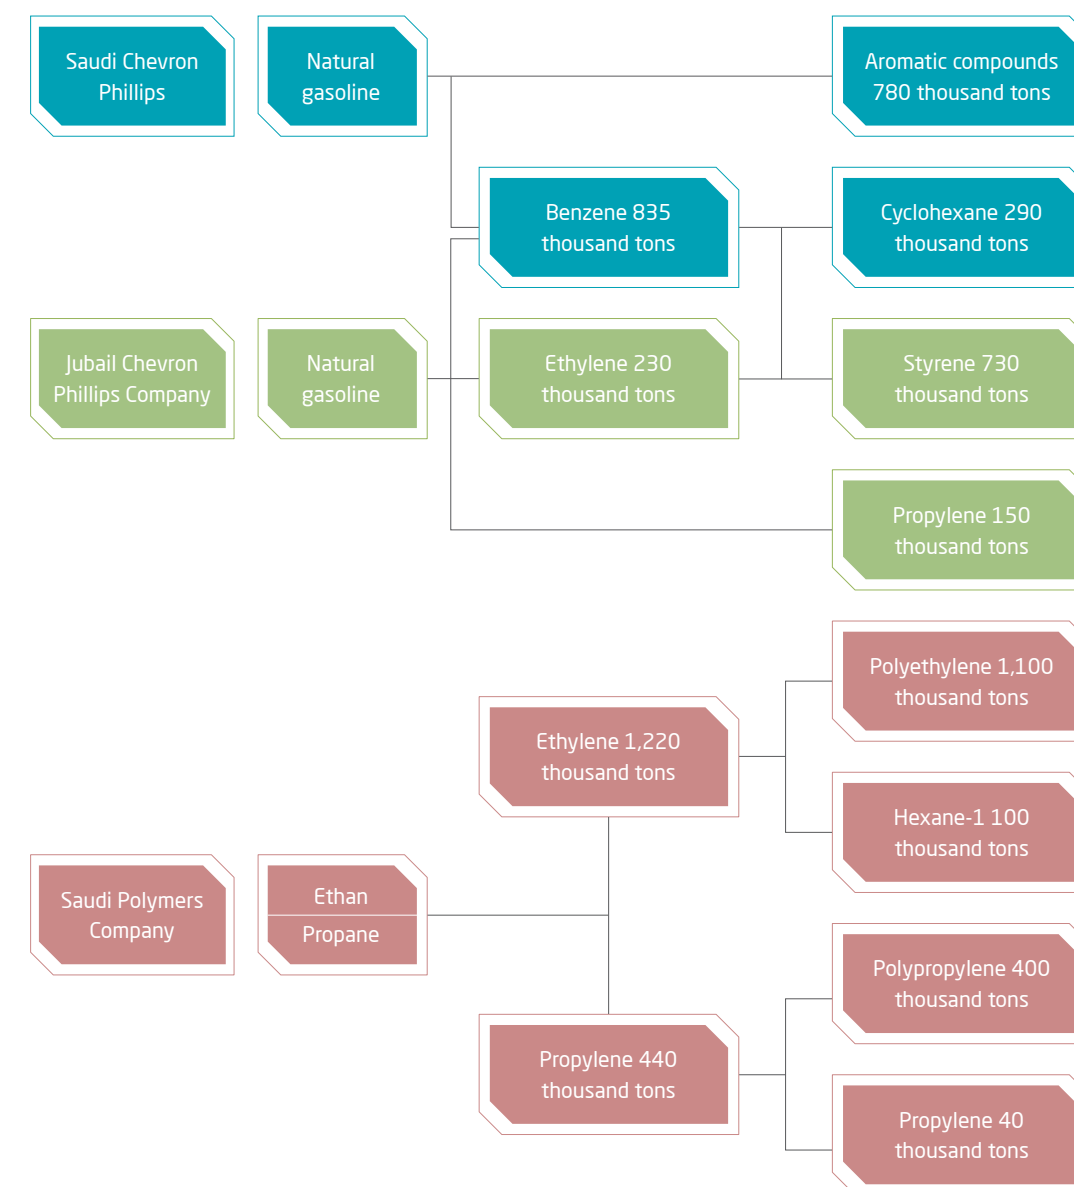 Saudi Chevron
Phillips
Natural
gasoline
Aromatic compounds
780 thousand tons
Benzene 835
thousand tons
Cyclohexane 290
thousand tons
Jubail Chevron
Phillips Company
Natural
gasoline
Ethylene 230
thousand tons
Styrene 730
thousand tons
Propylene 150
thousand tons
Polyethylene 1,100
thousand tons
Ethylene 1,220
thousand tons
Hexane-1 100
thousand tons
Saudi Polymers
Company
Ethan
Propane
Polypropylene 400
thousand tons
Propylene 440
thousand tons
Propylene 40
thousand tons